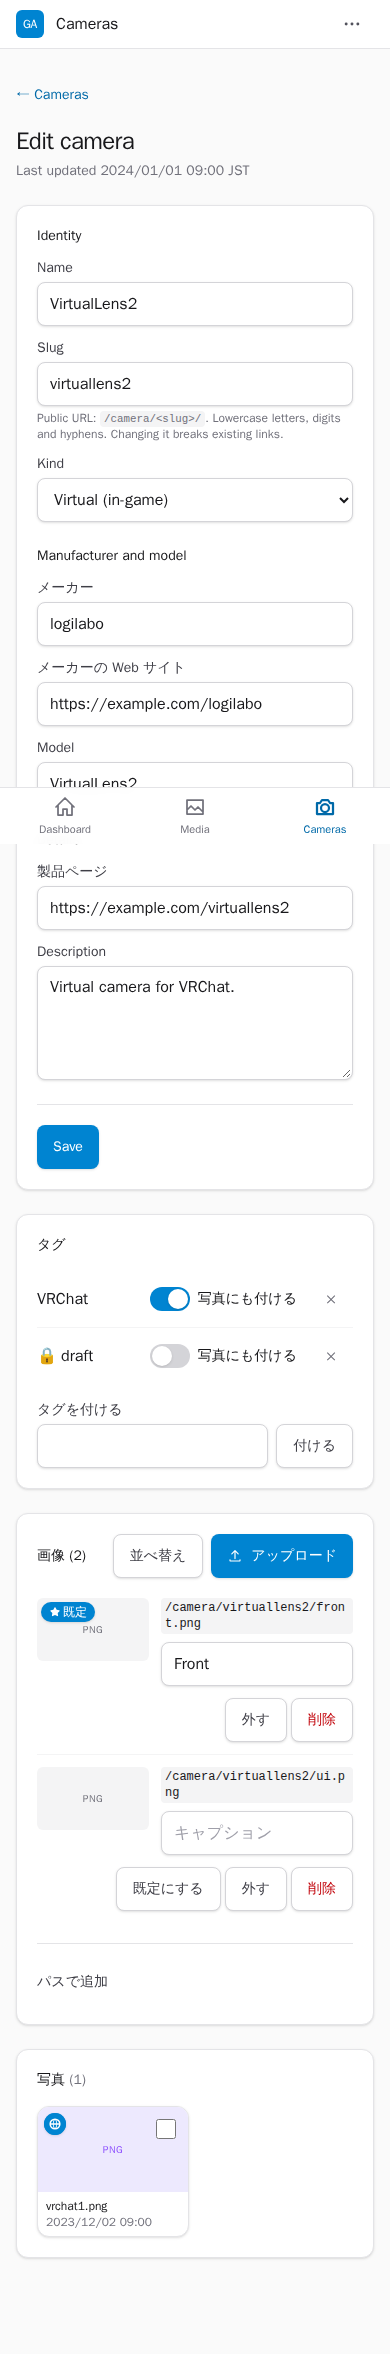 GA Cameras
← Cameras
Edit camera
Last updated 2024/01/01 09:00 JST
Identity
Name
VirtualLens2
Slug
virtuallens2
Public URL: /camera/<slug>/. Lowercase letters, digits
and hyphens. Changing it breaks existing links.
Kind
Virtual (in-game)
Manufacturer and model
メーカー
logilabo
メーカーの Web サイト
https://example.com/logilabo
Model
VirtualLens2
Dashboard Media Cameras
製品ページ
https://example.com/virtuallens2
Description
Virtual camera for VRChat.
Save
タグ
VRChat 写真にも付ける ×
draft 写真にも付ける ×
タグを付ける
付ける
画像 (2) 並べ替え アップロード
既定
PNG
/camera/virtuallens2/fron
t.png
Front
外す 削除
PNG
/camera/virtuallens2/ui.p
ng
キャプション
既定にする 外す 削除
パスで追加
写真 (1)
PNG
vrchat1.png
2023/12/02 09:00